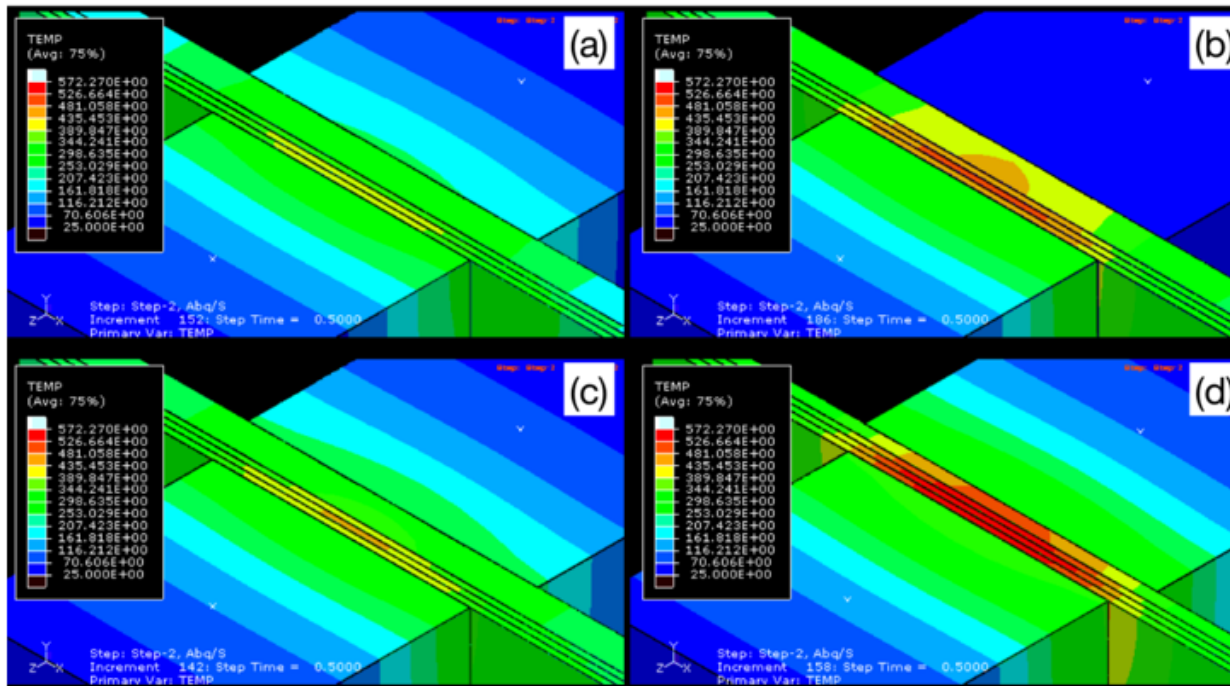 (a)
TEMP
(Avg: 75%)
572.270E+00
526.664E+00
481.058E+00
435.453E+00
389.847E+00
344.241E+00
298.635E+00
253.029E+00
207.423E+00
161.818E+00
116.212E+00
70.606E+00
25.000E+00
Y
Z X
Step: Step-2, Abq/S
Increment 152: Step Time = 0.5000
Primary Var: TEMP
(b)
TEMP
(Avg: 75%)
572.270E+00
526.664E+00
481.058E+00
435.453E+00
389.847E+00
344.241E+00
298.635E+00
253.029E+00
207.423E+00
161.818E+00
116.212E+00
70.606E+00
25.000E+00
Y
Z X
Step: Step-2, Abq/S
Increment 186: Step Time = 0.5000
Primary Var: TEMP
(c)
TEMP
(Avg: 75%)
572.270E+00
526.664E+00
481.058E+00
435.453E+00
389.847E+00
344.241E+00
298.635E+00
253.029E+00
207.423E+00
161.818E+00
116.212E+00
70.606E+00
25.000E+00
Y
Z X
Step: Step-2, Abq/S
Increment 142: Step Time = 0.5000
Primary Var: TEMP
(d)
TEMP
(Avg: 75%)
572.270E+00
526.664E+00
481.058E+00
435.453E+00
389.847E+00
344.241E+00
298.635E+00
253.029E+00
207.423E+00
161.818E+00
116.212E+00
70.606E+00
25.000E+00
Y
Z X
Step: Step-2, Abq/S
Increment 158: Step Time = 0.5000
Primary Var: TEMP